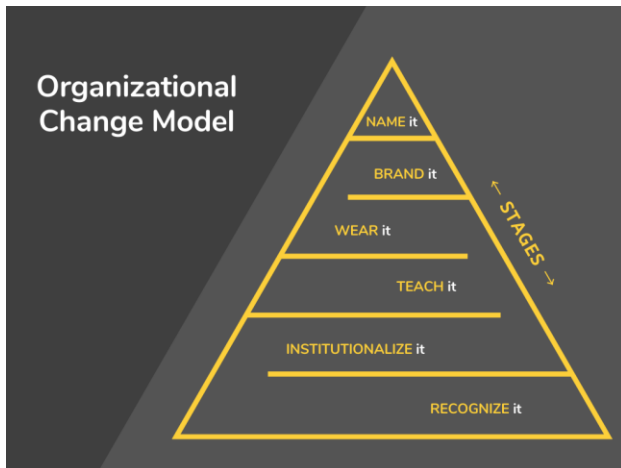 Organizational
Change Model
NAME it
BRAND it
WEAR it
TEACH it
INSTITUTIONALIZE it
RECOGNIZE it
← STAGES →